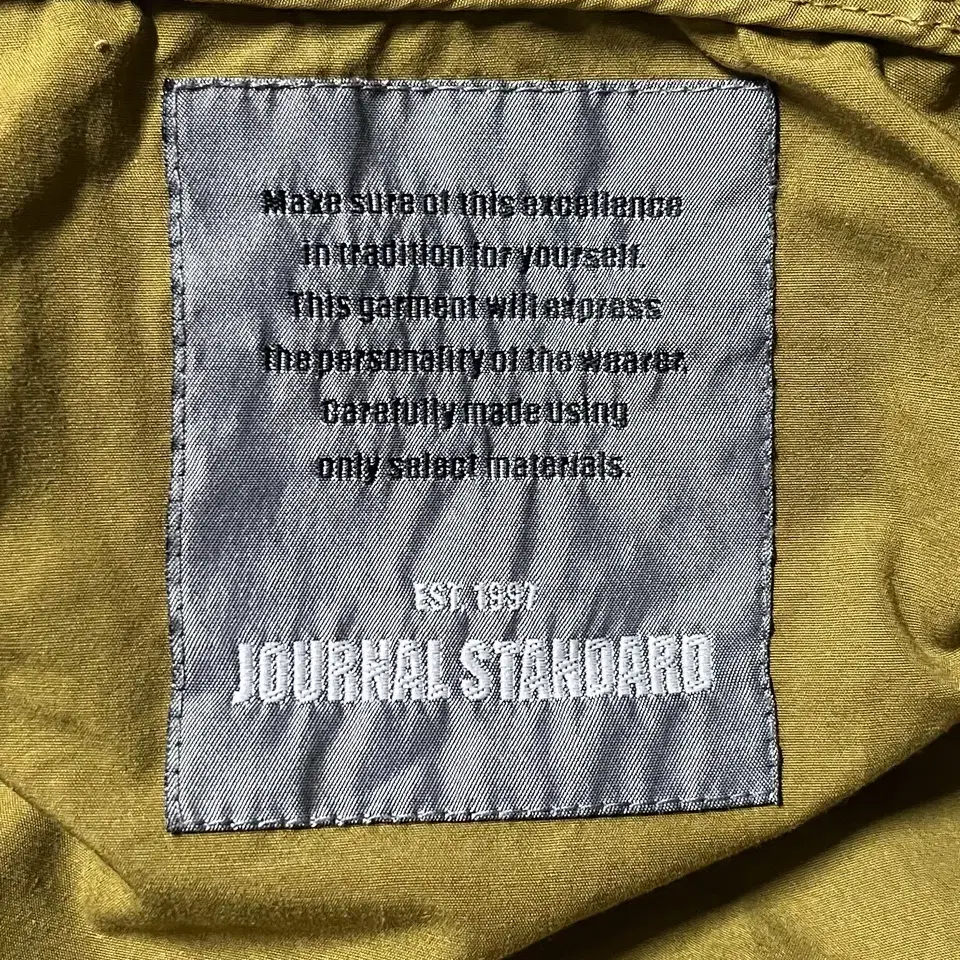 Make sure of this excellence
in tradition for yourself.
This garment will express
the personality of the wearer.
Carefully made using
only select materials.
EST. 1997
JOURNAL STANDARD